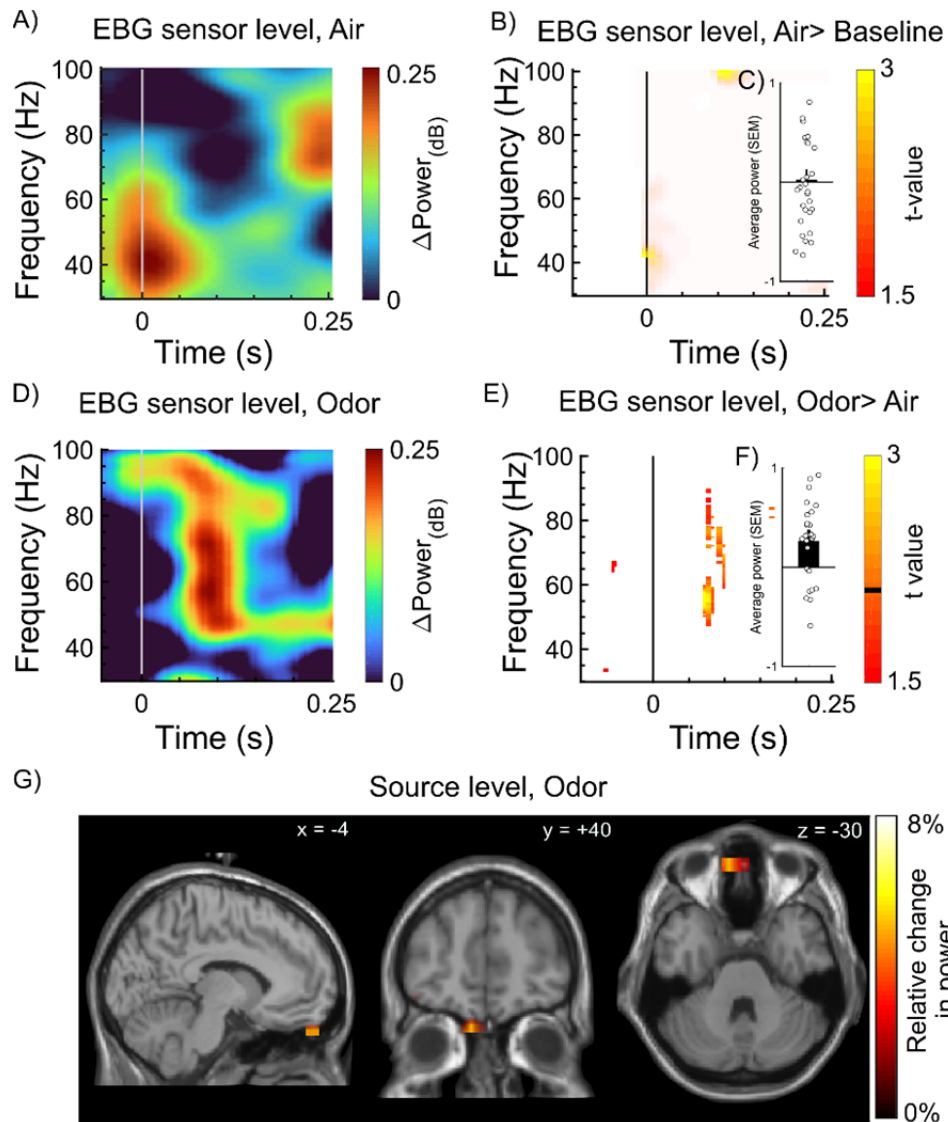 A)
EBG sensor level, Air
Frequency (Hz)
100
80
60
40
0
0.25
Time (s)
0.25
0
ΔPower(dB)
B)
EBG sensor level, Air> Baseline
Frequency (Hz)
100
80
60
40
0
0.25
Time (s)
C)
Average power (SEM)
1
-1
3
1.5
t-value
D)
EBG sensor level, Odor
Frequency (Hz)
100
80
60
40
0
0.25
Time (s)
0.25
0
ΔPower(dB)
E)
EBG sensor level, Odor> Air
Frequency (Hz)
100
80
60
40
0
0.25
Time (s)
F)
Average power (SEM)
1
-1
3
1.5
t value
G)
Source level, Odor
x = -4
y = +40
z = -30
8%
0%
Relative change
in power